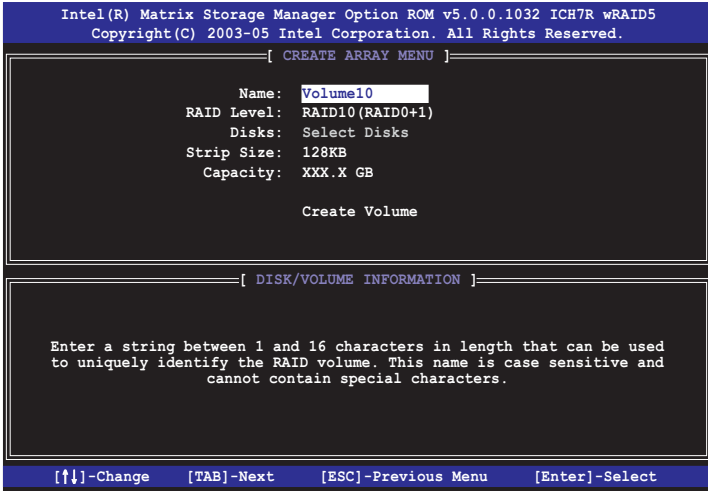 Intel(R) Matrix Storage Manager Option ROM v5.0.0.1032 ICH7R wRAID5
Copyright(C) 2003-05 Intel Corporation. All Rights Reserved.
[ CREATE ARRAY MENU ]
Name: Volume10
RAID Level: RAID10(RAID0+1)
Disks: Select Disks
Strip Size: 128KB
Capacity: XXX.X GB
Create Volume
[ DISK/VOLUME INFORMATION ]
Enter a string between 1 and 16 characters in length that can be used
to uniquely identify the RAID volume. This name is case sensitive and
cannot contain special characters.
[↑↓]-Change [TAB]-Next [ESC]-Previous Menu [Enter]-Select